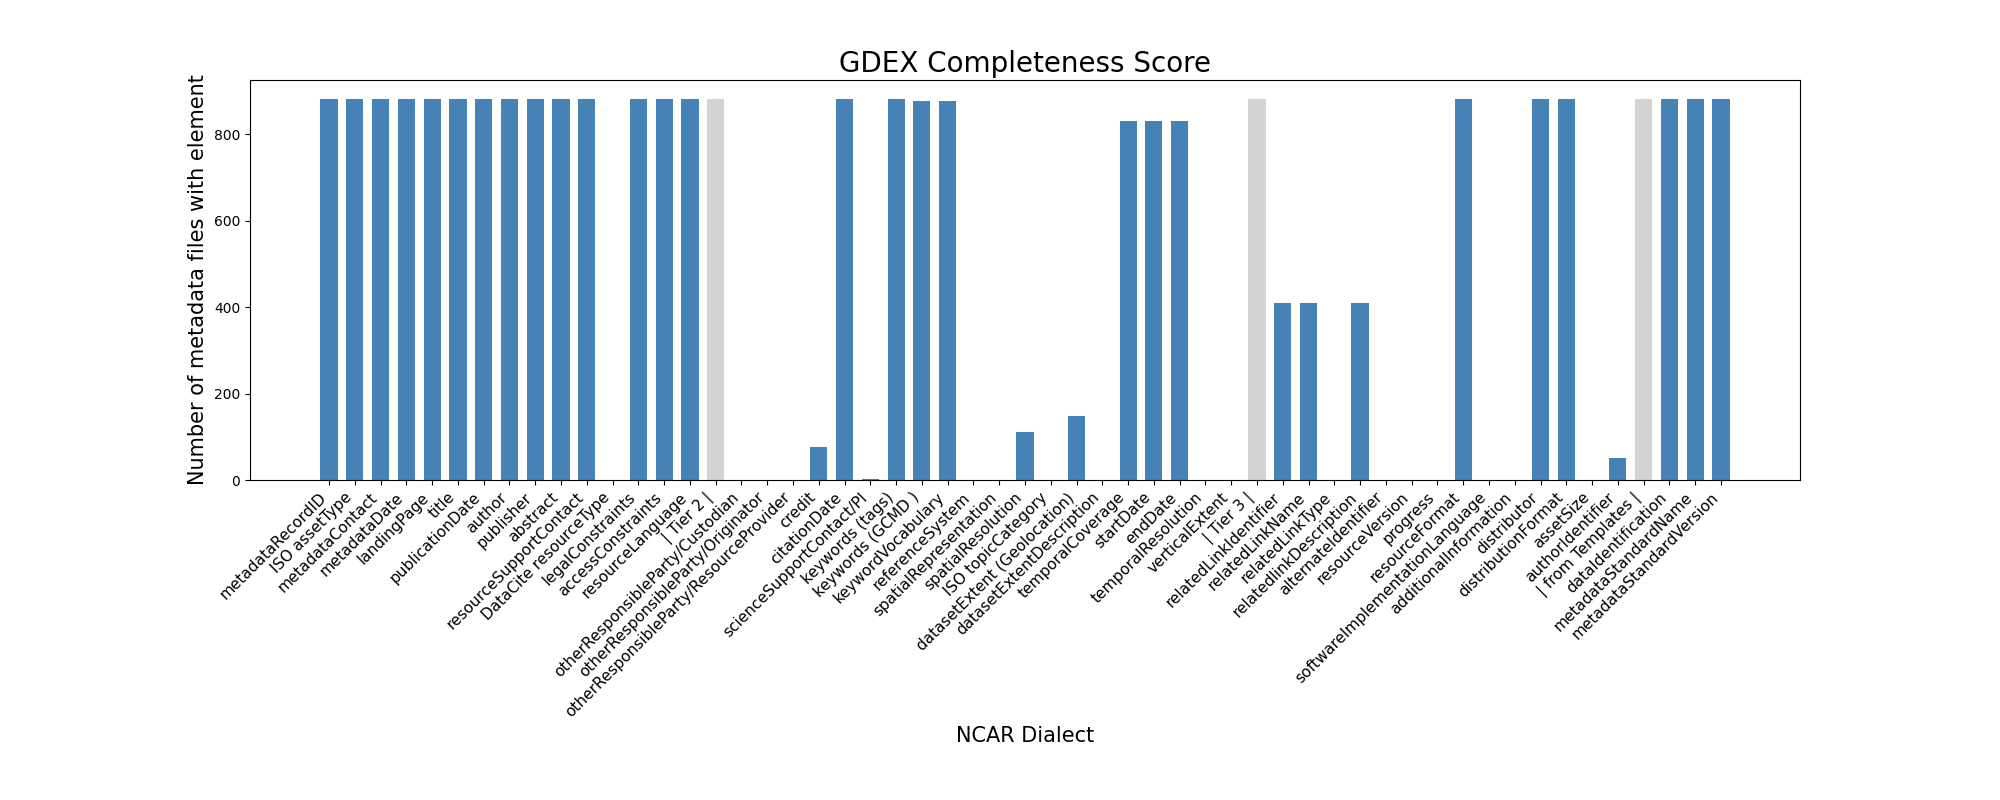 GDEX Completeness Score
Number of metadata files with element
800
600
400
200
0
metadataRecordID
ISO assetType
metadataContact
metadataDate
landingPage
title
publicationDate
author
publisher
abstract
resourceSupportContact
DataCite resourceType
legalConstraints
accessConstraints
resourceLanguage
| Tier 2 |
otherResponsibleParty/Custodian
otherResponsibleParty/Originator
otherResponsibleParty/ResourceProvider
credit
citationDate
scienceSupportContact/PI
keywords (tags)
keywords (GCMD )
keywordVocabulary
referenceSystem
spatialRepresentation
spatialResolution
ISO topicCategory
datasetExtent (Geolocation)
datasetExtentDescription
temporalCoverage
startDate
endDate
temporalResolution
verticalExtent
| Tier 3 |
relatedLinkIdentifier
relatedLinkName
relatedLinkType
relatedlinkDescription
alternateIdentifier
resourceVersion
progress
resourceFormat
softwareImplementationLanguage
additionalInformation
distributor
distributionFormat
assetSize
authorIdentifier
| from Templates |
dataIdentification
metadataStandardName
metadataStandardVersion
NCAR Dialect